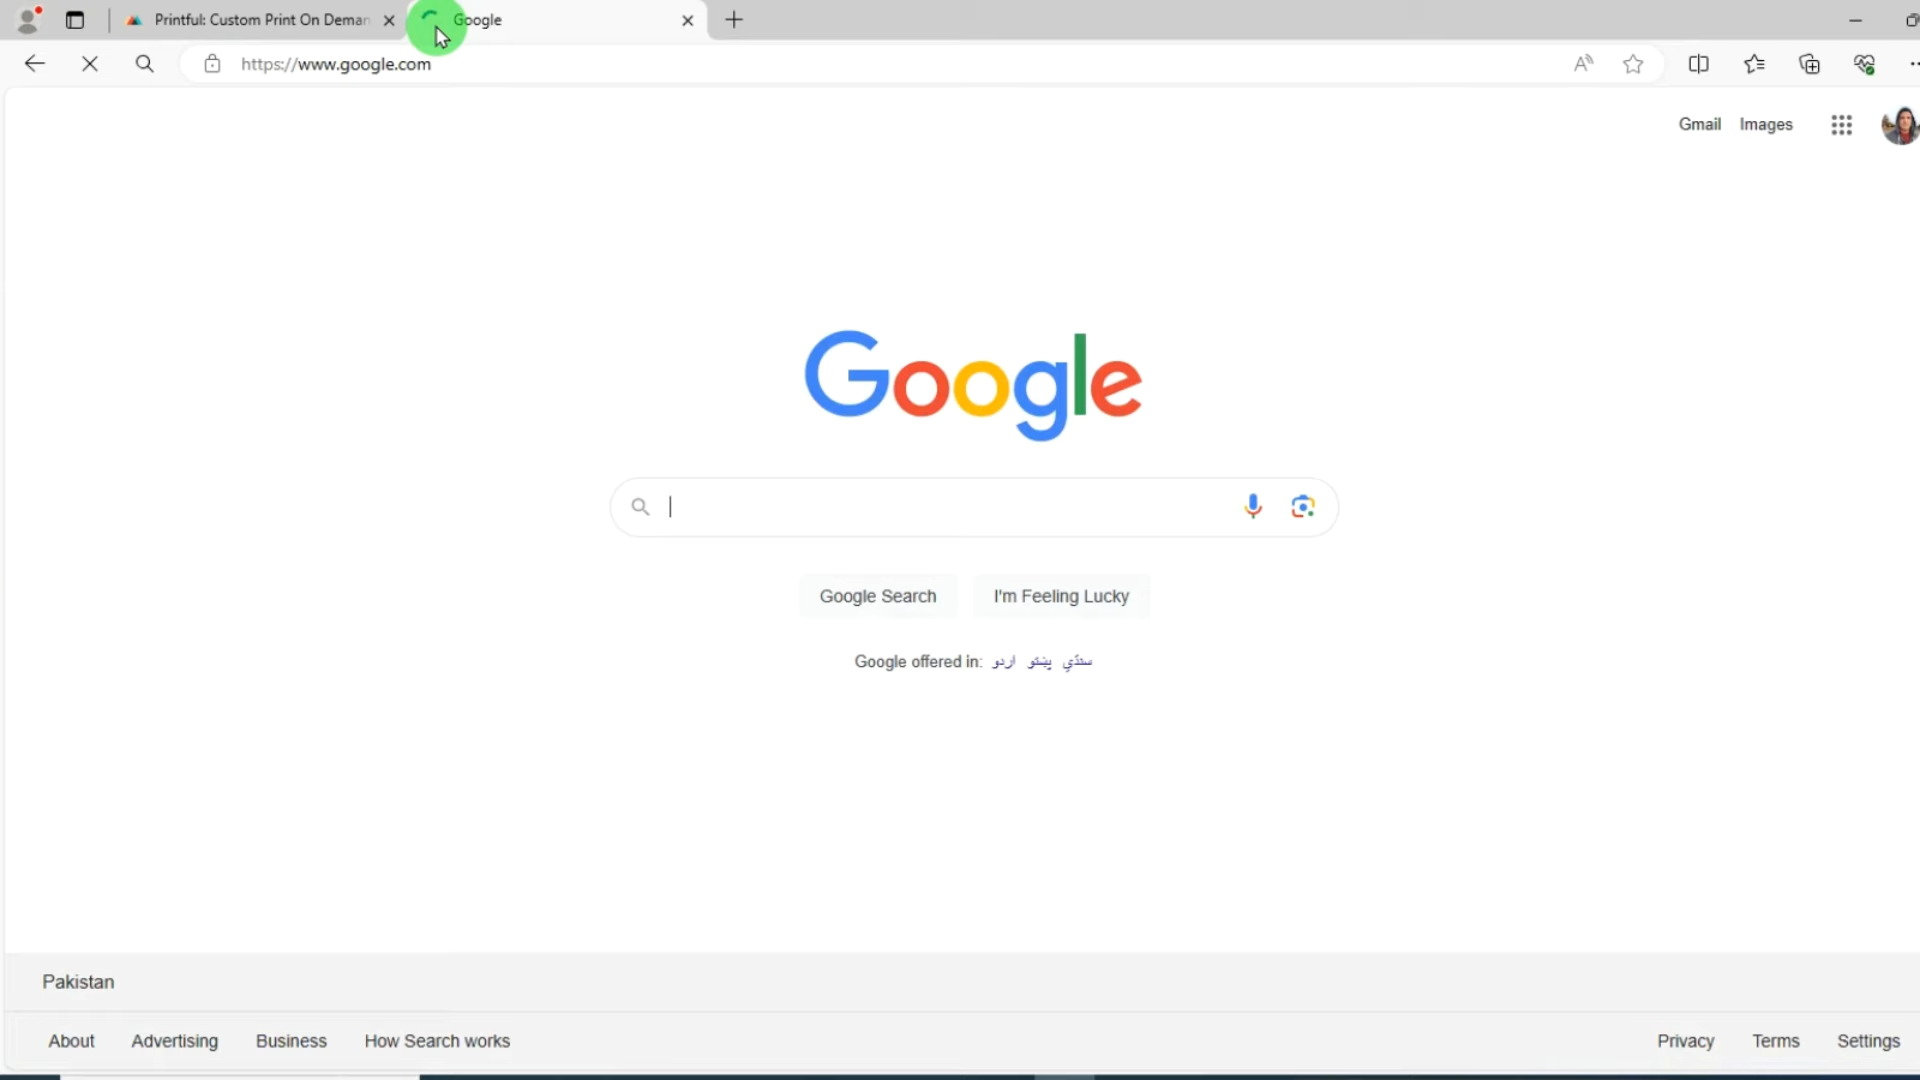 Printful: Custom Print On Deman
Google
https://www.google.com
Gmail Images
Google
Google Search I'm Feeling Lucky
Google offered in: اردو پښتو سنڌي
Pakistan
About Advertising Business How Search works
Privacy Terms Settings